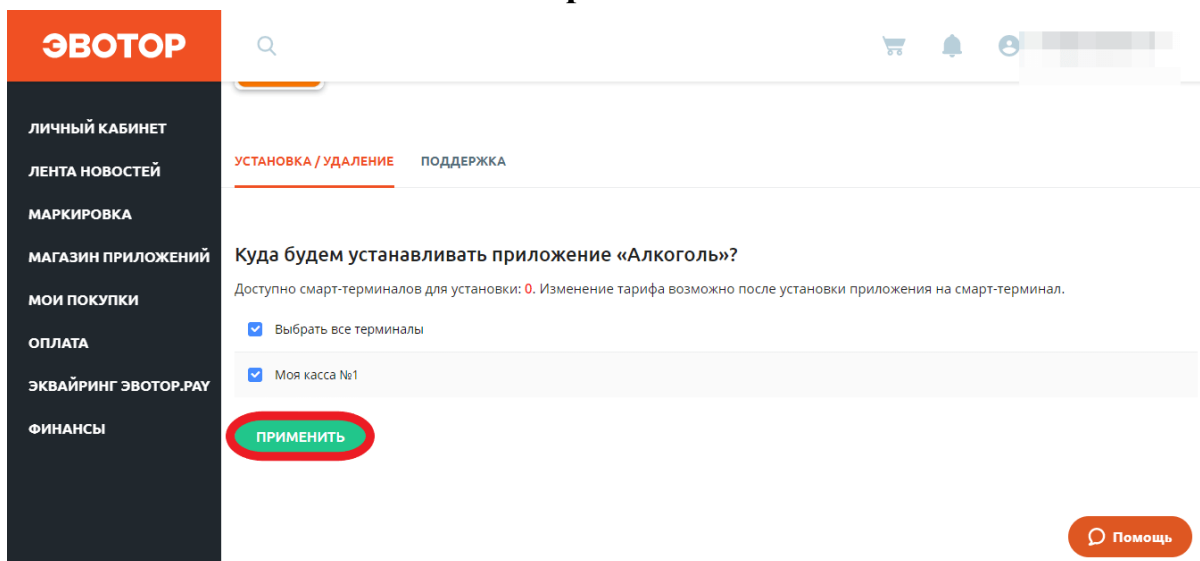 ЭВОТОР
ЛИЧНЫЙ КАБИНЕТ
ЛЕНТА НОВОСТЕЙ
МАРКИРОВКА
МАГАЗИН ПРИЛОЖЕНИЙ
МОИ ПОКУПКИ
ОПЛАТА
ЭКВАЙРИНГ ЭВОТОР.PAY
ФИНАНСЫ
УСТАНОВКА / УДАЛЕНИЕ ПОДДЕРЖКА
Куда будем устанавливать приложение «Алкоголь»?
Доступно смарт-терминалов для установки: 0. Изменение тарифа возможно после установки приложения на смарт-терминал.
Выбрать все терминалы
Моя касса №1
ПРИМЕНИТЬ
Помощь